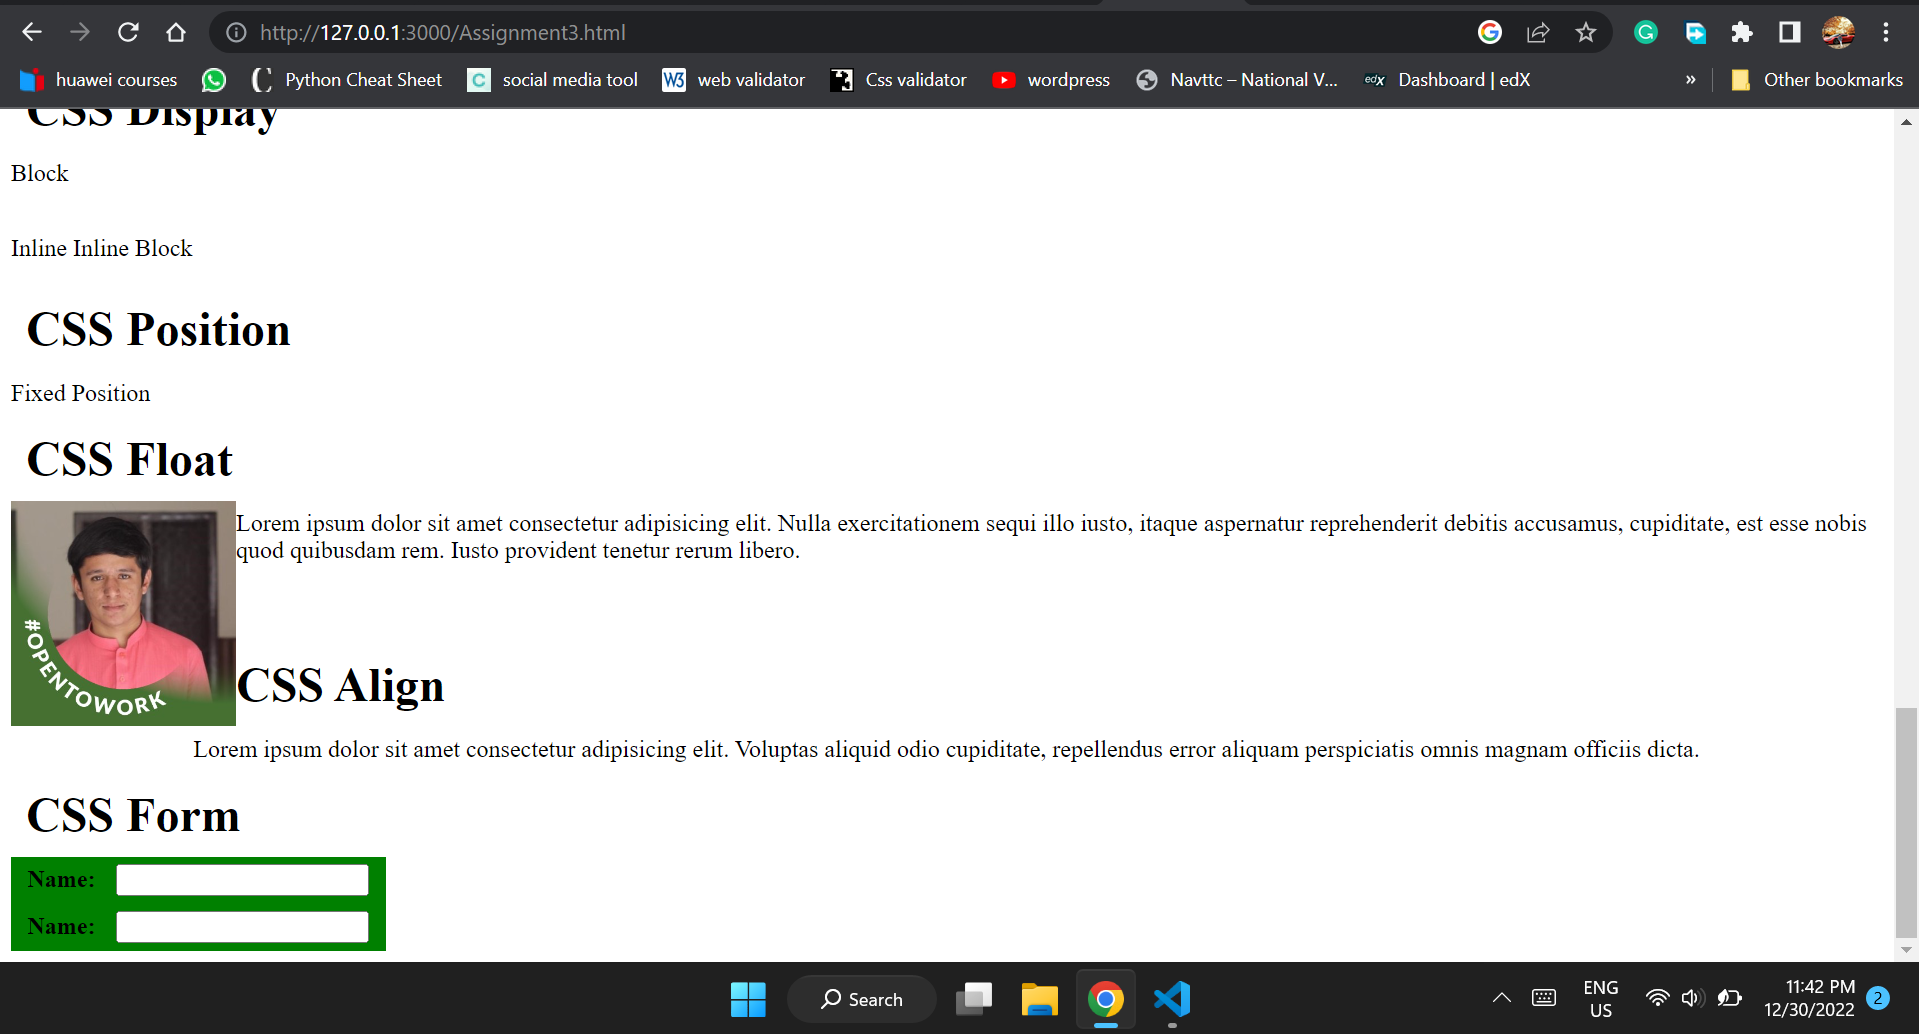 http://127.0.0.1:3000/Assignment3.html
huawei courses Python Cheat Sheet social media tool W3 web validator Css validator wordpress Navttc – National V... edX Dashboard | edX » Other bookmarks
CSS Display
Block
Inline Inline Block
CSS Position
Fixed Position
CSS Float
Lorem ipsum dolor sit amet consectetur adipisicing elit. Nulla exercitationem sequi illo iusto, itaque aspernatur reprehenderit debitis accusamus, cupiditate, est esse nobis
quod quibusdam rem. Iusto provident tenetur rerum libero.
#OPENTOWORK
CSS Align
Lorem ipsum dolor sit amet consectetur adipisicing elit. Voluptas aliquid odio cupiditate, repellendus error aliquam perspiciatis omnis magnam officiis dicta.
CSS Form
Name:
Name:
Search
ENG
US
11:42 PM
12/30/2022
2